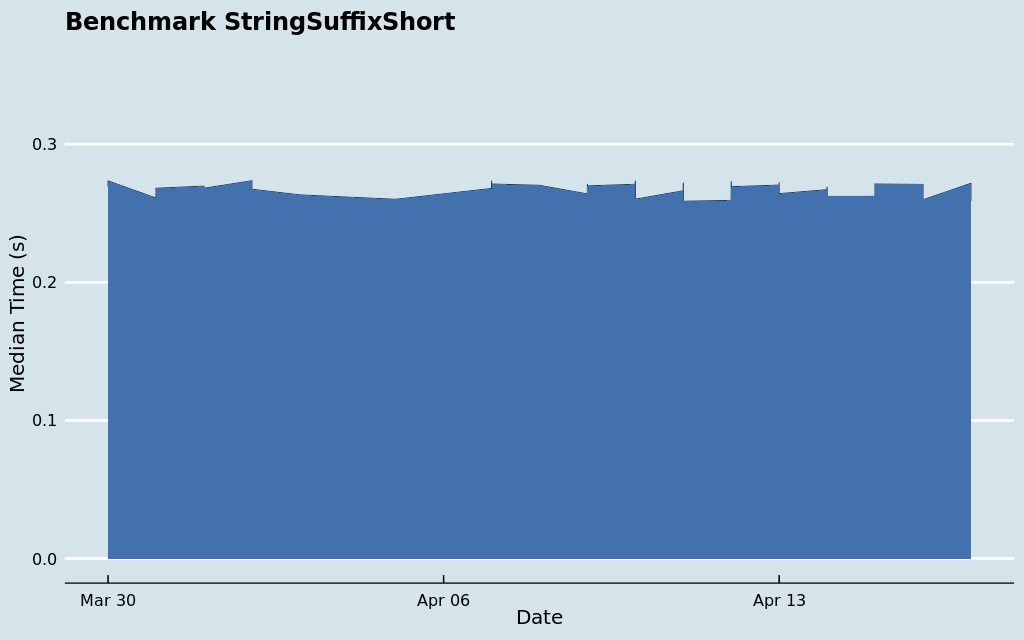 Benchmark StringSuffixShort
0.3
0.2
0.1
0.0
Median Time (s)
Mar 30
Apr 06
Apr 13
Date